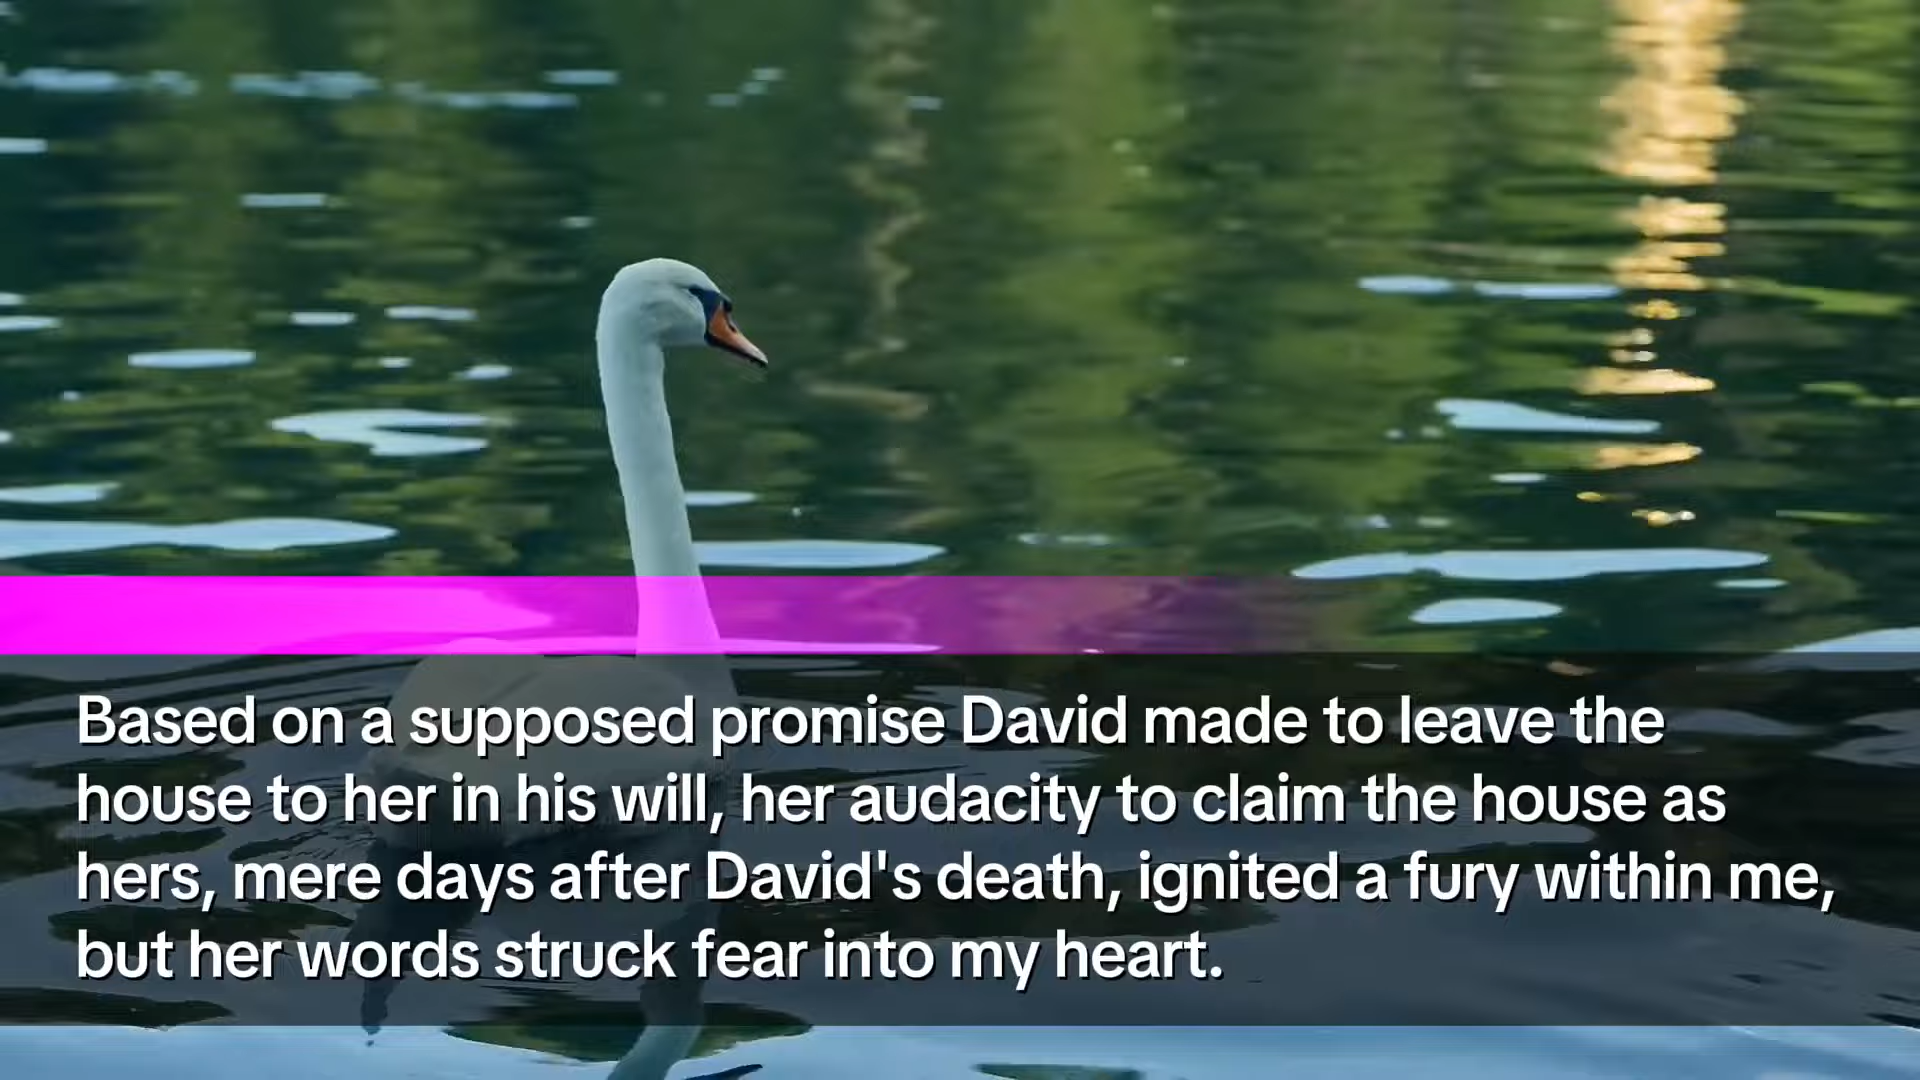 Based on a supposed promise David made to leave the
house to her in his will, her audacity to claim the house as
hers, mere days after David's death, ignited a fury within me,
but her words struck fear into my heart.